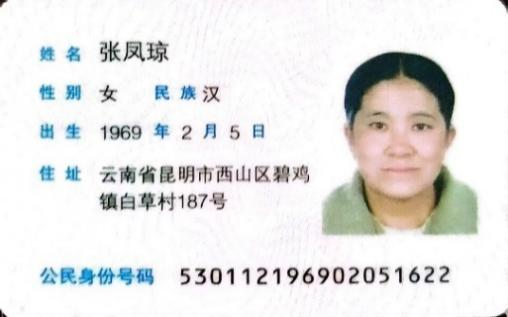 姓名 张凤琼
性别 女 民族 汉
出生 1969 年 2 月 5 日
住址 云南省昆明市西山区碧鸡
镇白草村187号
公民身份号码 530112196902051622